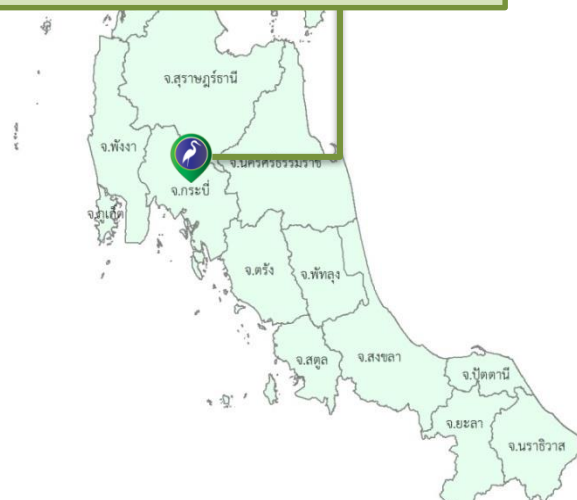 จ.สุราษฎร์ธานี
จ.พังงา
จ.นครศรีธรรมราช
จ.กระบี่
จ.ภูเก็ต
จ.ตรัง
จ.พัทลุง
จ.สตูล
จ.สงขลา
จ.ปัตตานี
จ.ยะลา
จ.นราธิวาส